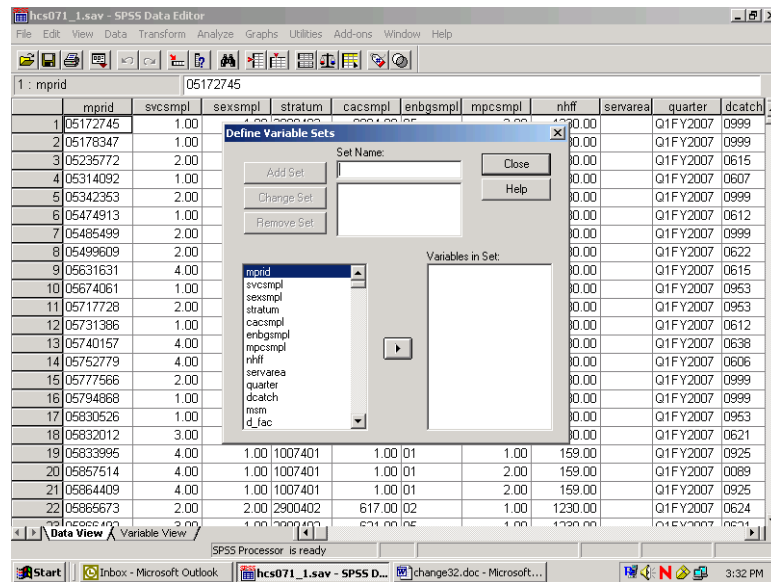 hcs071_1.sav - SPSS Data Editor
File Edit View Data Transform Analyze Graphs Utilities Add-ons Window Help
1 : mprid 05172745
mprid svcsmpl sexsmpl stratum cacsmpl enbgsmpl mpcsmpl nhff servarea quarter dcatch
1 05172745 1.00 Q1FY2007 0999
2 05178347 1.00 Q1FY2007 0999
3 05235772 2.00 Q1FY2007 0615
4 05314092 1.00 Q1FY2007 0607
5 05342353 2.00 Q1FY2007 0999
6 05474913 1.00 Q1FY2007 0612
7 05485499 2.00 Q1FY2007 0999
8 05499609 2.00 Q1FY2007 0622
9 05631631 4.00 Q1FY2007 0615
10 05674061 1.00 Q1FY2007 0953
11 05717728 2.00 Q1FY2007 0953
12 05731386 1.00 Q1FY2007 0612
13 05740157 4.00 Q1FY2007 0638
14 05752779 4.00 Q1FY2007 0606
15 05777566 2.00 Q1FY2007 0999
16 05794868 1.00 Q1FY2007 0999
17 05830526 1.00 Q1FY2007 0953
18 05832012 3.00 Q1FY2007 0621
19 05833995 4.00 1.00 1007401 1.00 01 1.00 159.00 Q1FY2007 0925
20 05857514 4.00 1.00 1007401 1.00 01 2.00 159.00 Q1FY2007 0089
21 05864409 4.00 1.00 1007401 1.00 01 2.00 159.00 Q1FY2007 0925
22 05865673 2.00 2.00 2900402 617.00 02 1.00 1230.00 Q1FY2007 0624
Define Variable Sets
Set Name:
Add Set
Close
Change Set
Help
Remove Set
Variables in Set:
mprid
svcsmpl
sexsmpl
stratum
cacsmpl
enbgsmpl
mpcsmpl
nhff
servarea
quarter
dcatch
msm
d_fac
Data View Variable View
SPSS Processor is ready
Start Inbox - Microsoft Outlook hcs071_1.sav - SPSS D... change32.doc - Microsoft... 3:32 PM